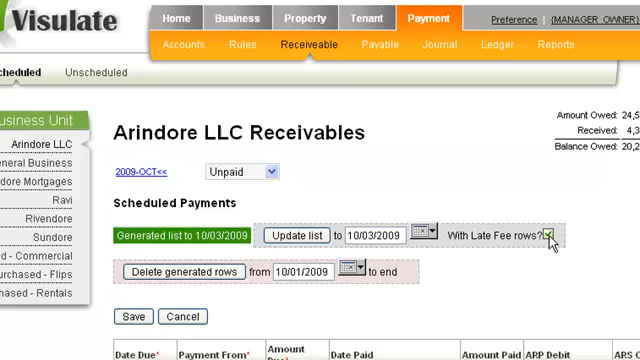 Visulate
Home Business Property Tenant Payment
Preference | (MANAGER_OWNER)
Accounts Rules Receiveable Payable Journal Ledger Reports
cheduled Unscheduled
usiness Unit
Arindore LLC
eneral Business
dore Mortgages
Ravi
Rivendore
Sundore
d - Commercial
urchased - Flips
chased - Rentals
Amount Owed: 24,5
Received: 4,3
Balance Owed: 20,2
Arindore LLC Receivables
2009-OCT<< Unpaid
Scheduled Payments
Generated list to 10/03/2009 Update list to 10/03/2009 With Late Fee rows?
Delete generated rows from 10/01/2009 to end
Save Cancel
Date Due* Payment From* Amount Date Paid Amount Paid ARP Debit ARS C